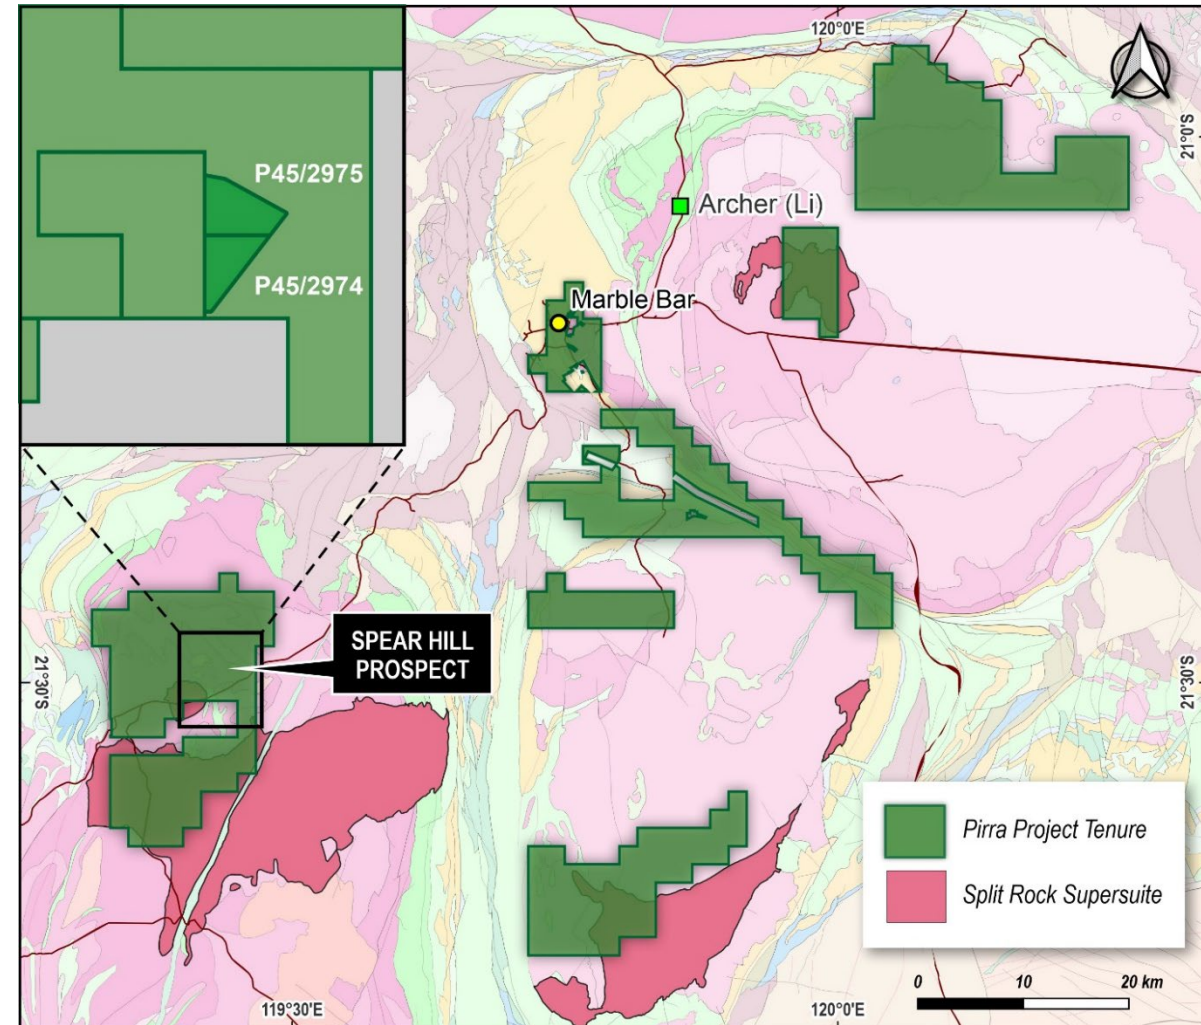 120°0'E
21°0'S
P45/2975
P45/2974
Archer (Li)
Marble Bar
SPEAR HILL
PROSPECT
21°30'S
21°30'S
Pirra Project Tenure
Split Rock Supersuite
0 10 20 km
119°30'E
120°0'E